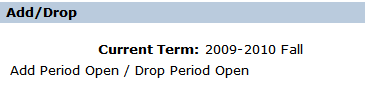 Add/Drop
Current Term: 2009-2010 Fall
Add Period Open / Drop Period Open